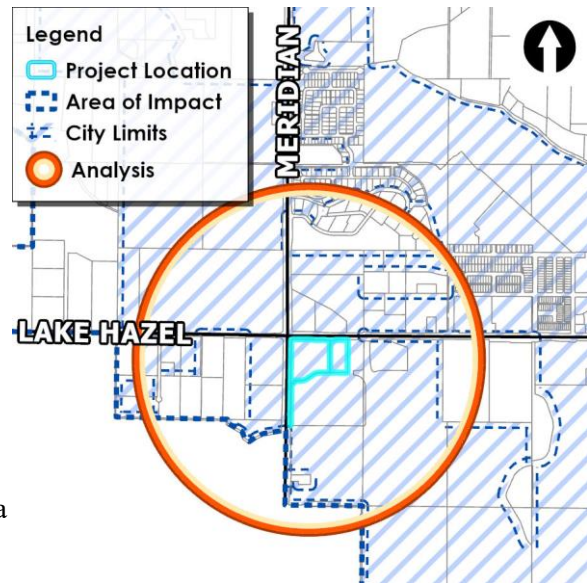 Legend
Project Location
Area of Impact
City Limits
Analysis
MERIDIAN
LAKE HAZEL
a